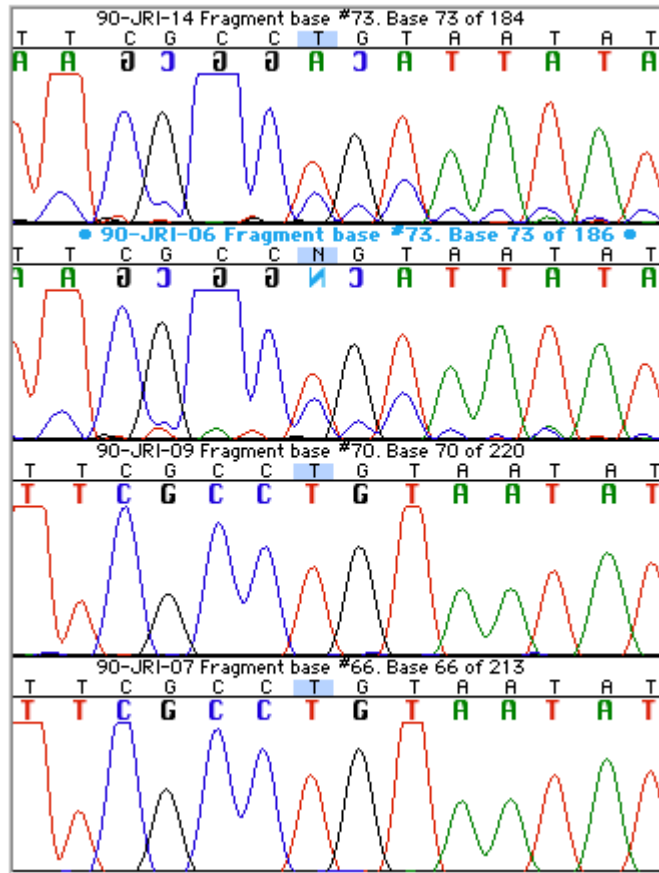 90-JRI-14 Fragment base #73. Base 73 of 184
T T C G C C T G T A A T A T
A A G C G G A C A T T A T A
● 90-JRI-06 Fragment base #73. Base 73 of 186 ●
T T C G C C N G T A A T A T
A A G C G G N C A T T A T A
90-JRI-09 Fragment base #70. Base 70 of 220
T T C G C C T G T A A T A T
T T C G C C T G T A A T A T
90-JRI-07 Fragment base #66. Base 66 of 213
T T C G C C T G T A A T A T
T T C G C C T G T A A T A T